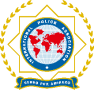 INTERNATIONAL POLICE ASSOCIATION
SERVO PER AMIKECO